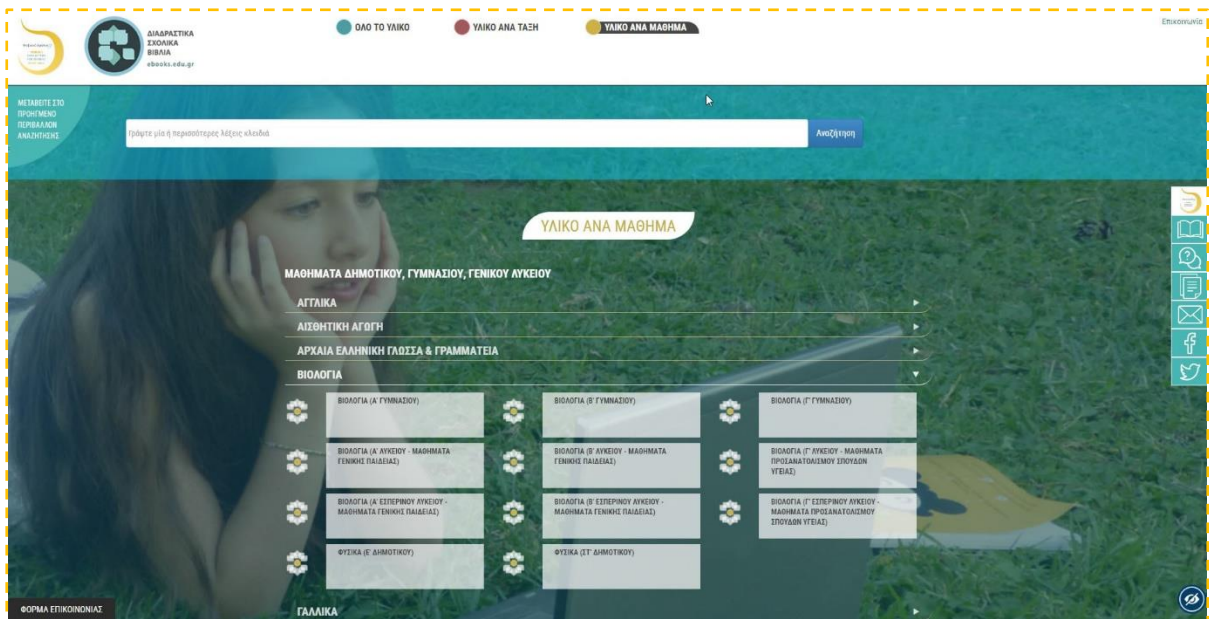 ΔΙΑΔΡΑΣΤΙΚΑ
ΣΧΟΛΙΚΑ
ΒΙΒΛΙΑ
ebooks.edu.gr
ΟΛΟ ΤΟ ΥΛΙΚΟ
ΥΛΙΚΟ ΑΝΑ ΤΑΞΗ
ΥΛΙΚΟ ΑΝΑ ΜΑΘΗΜΑ
Επικοινωνία
ΜΕΤΑΒΕΙΤΕ ΣΤΟ
ΠΡΟΗΓΜΕΝΟ
ΠΕΡΙΒΑΛΛΟΝ
ΑΝΑΖΗΤΗΣΗΣ
Γράψτε μία ή περισσότερες λέξεις κλειδιά
Αναζήτηση
ΥΛΙΚΟ ΑΝΑ ΜΑΘΗΜΑ
ΜΑΘΗΜΑΤΑ ΔΗΜΟΤΙΚΟΥ, ΓΥΜΝΑΣΙΟΥ, ΓΕΝΙΚΟΥ ΛΥΚΕΙΟΥ
ΑΓΓΛΙΚΑ
ΑΙΣΘΗΤΙΚΗ ΑΓΩΓΗ
ΑΡΧΑΙΑ ΕΛΛΗΝΙΚΗ ΓΛΩΣΣΑ & ΓΡΑΜΜΑΤΕΙΑ
ΒΙΟΛΟΓΙΑ
ΒΙΟΛΟΓΙΑ (Α' ΓΥΜΝΑΣΙΟΥ)
ΒΙΟΛΟΓΙΑ (Β' ΓΥΜΝΑΣΙΟΥ)
ΒΙΟΛΟΓΙΑ (Γ' ΓΥΜΝΑΣΙΟΥ)
ΒΙΟΛΟΓΙΑ (Α' ΛΥΚΕΙΟΥ - ΜΑΘΗΜΑΤΑ
ΓΕΝΙΚΗΣ ΠΑΙΔΕΙΑΣ)
ΒΙΟΛΟΓΙΑ (Β' ΛΥΚΕΙΟΥ - ΜΑΘΗΜΑΤΑ
ΓΕΝΙΚΗΣ ΠΑΙΔΕΙΑΣ)
ΒΙΟΛΟΓΙΑ (Γ' ΛΥΚΕΙΟΥ - ΜΑΘΗΜΑΤΑ
ΠΡΟΣΑΝΑΤΟΛΙΣΜΟΥ ΣΠΟΥΔΩΝ
ΥΓΕΙΑΣ)
ΒΙΟΛΟΓΙΑ (Α' ΕΣΠΕΡΙΝΟΥ ΛΥΚΕΙΟΥ -
ΜΑΘΗΜΑΤΑ ΓΕΝΙΚΗΣ ΠΑΙΔΕΙΑΣ)
ΒΙΟΛΟΓΙΑ (Β' ΕΣΠΕΡΙΝΟΥ ΛΥΚΕΙΟΥ -
ΜΑΘΗΜΑΤΑ ΓΕΝΙΚΗΣ ΠΑΙΔΕΙΑΣ)
ΒΙΟΛΟΓΙΑ (Γ' ΕΣΠΕΡΙΝΟΥ ΛΥΚΕΙΟΥ -
ΜΑΘΗΜΑΤΑ ΠΡΟΣΑΝΑΤΟΛΙΣΜΟΥ
ΣΠΟΥΔΩΝ ΥΓΕΙΑΣ)
ΦΥΣΙΚΑ (Ε' ΔΗΜΟΤΙΚΟΥ)
ΦΥΣΙΚΑ (ΣΤ' ΔΗΜΟΤΙΚΟΥ)
ΓΑΛΛΙΚΑ
ΦΟΡΜΑ ΕΠΙΚΟΙΝΩΝΙΑΣ